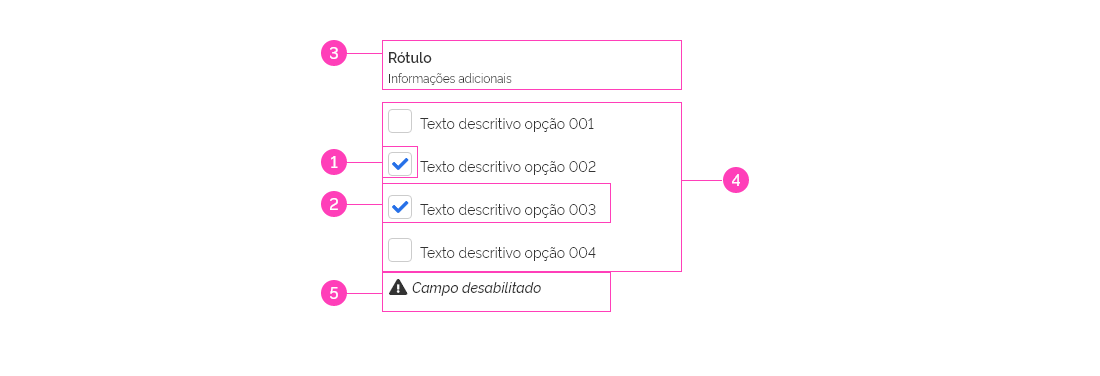 3
Rótulo
Informações adicionais
Texto descritivo opção 001
1
Texto descritivo opção 002
4
2
Texto descritivo opção 003
Texto descritivo opção 004
5
Campo desabilitado